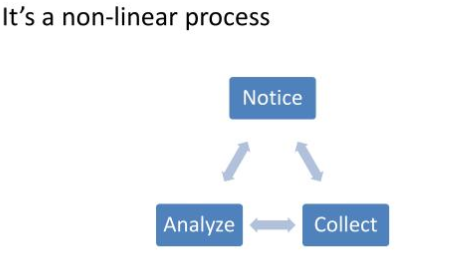 It’s a non-linear process
Notice
Analyze
Collect